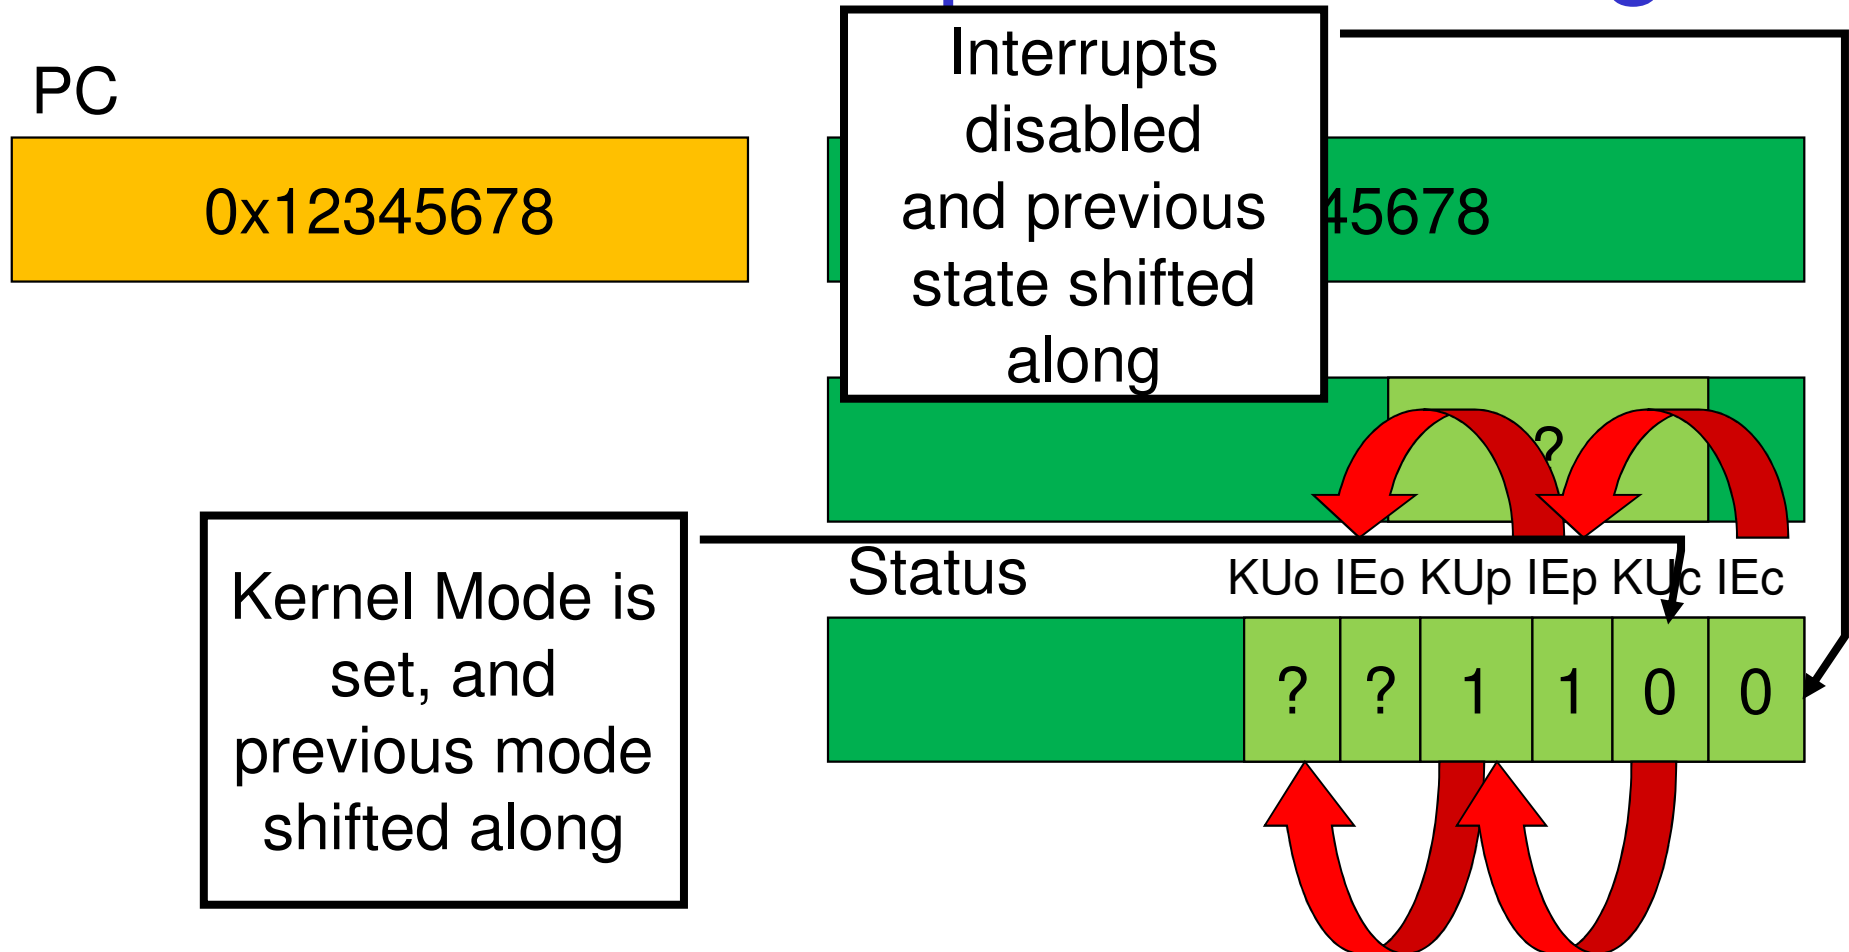 PC
0x12345678
Interrupts
disabled
and previous
state shifted
along
45678
?
Kernel Mode is
set, and
previous mode
shifted along
Status
KUo IEo KUp IEp KUc IEc
? ? 1 1 0 0